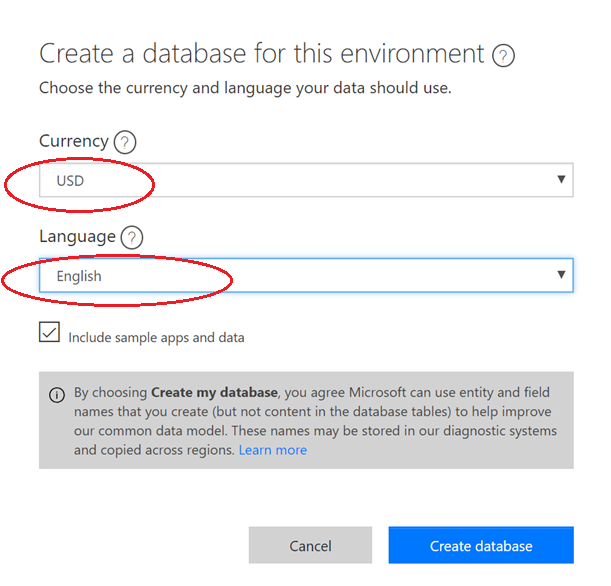 Create a database for this environment ?
Choose the currency and language your data should use.
Currency ?
USD
Language ?
English
Include sample apps and data
By choosing Create my database, you agree Microsoft can use entity and field
names that you create (but not content in the database tables) to help improve
our common data model. These names may be stored in our diagnostic systems
and copied across regions. Learn more
Cancel
Create database